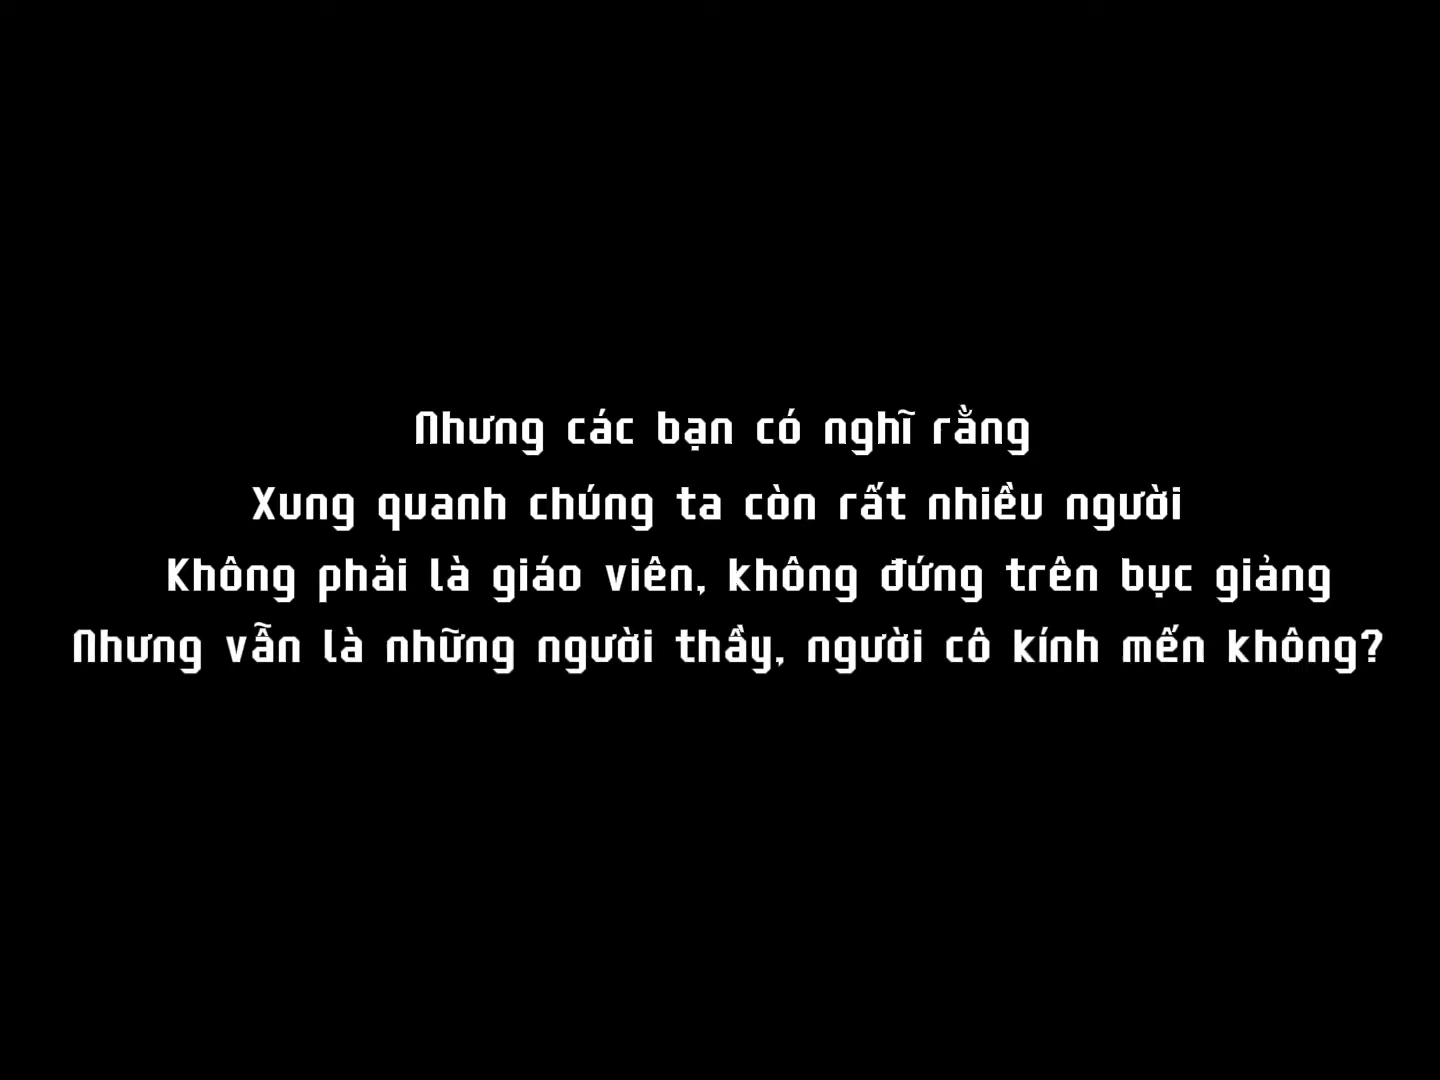 Nhưng các bạn có nghĩ rằng
Xung quanh chúng ta còn rất nhiều người
Không phải là giáo viên, không đứng trên bục giảng
Nhưng vẫn là những người thầy, người cô kính mến không?